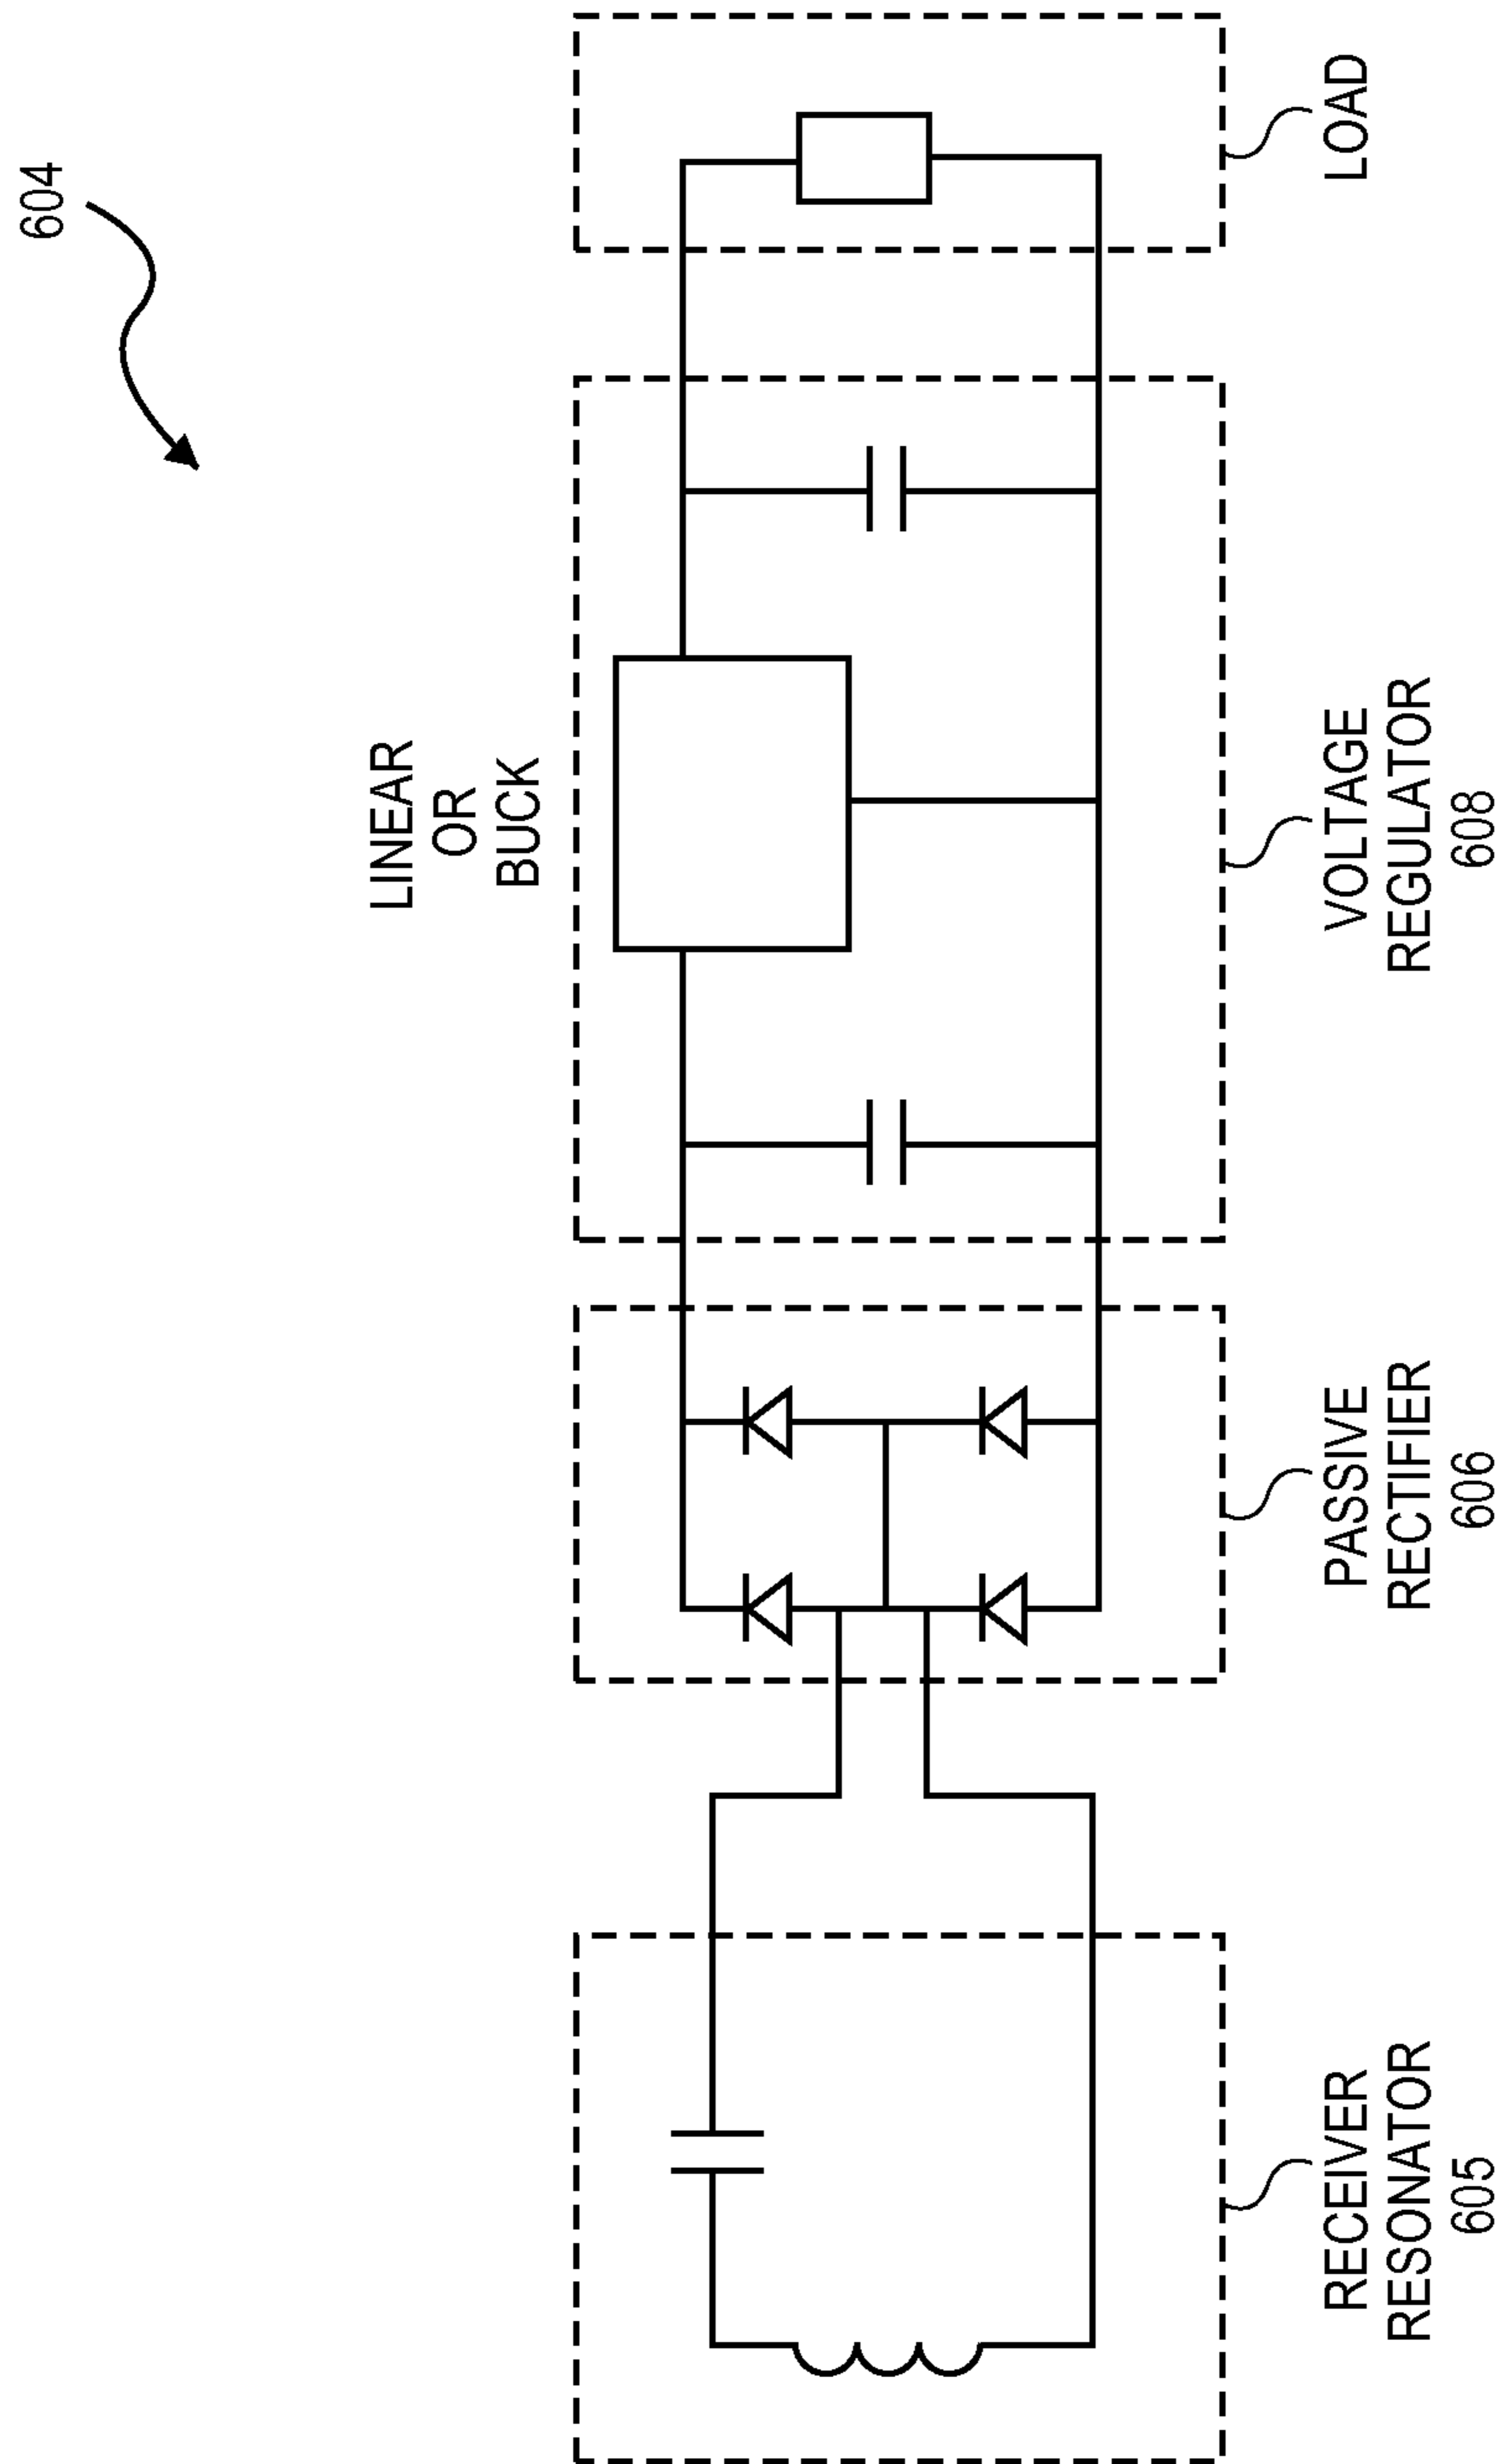 604
LINEAR
OR
BUCK
RECEIVER
RESONATOR
605
PASSIVE
RECTIFIER
606
VOLTAGE
REGULATOR
608
LOAD